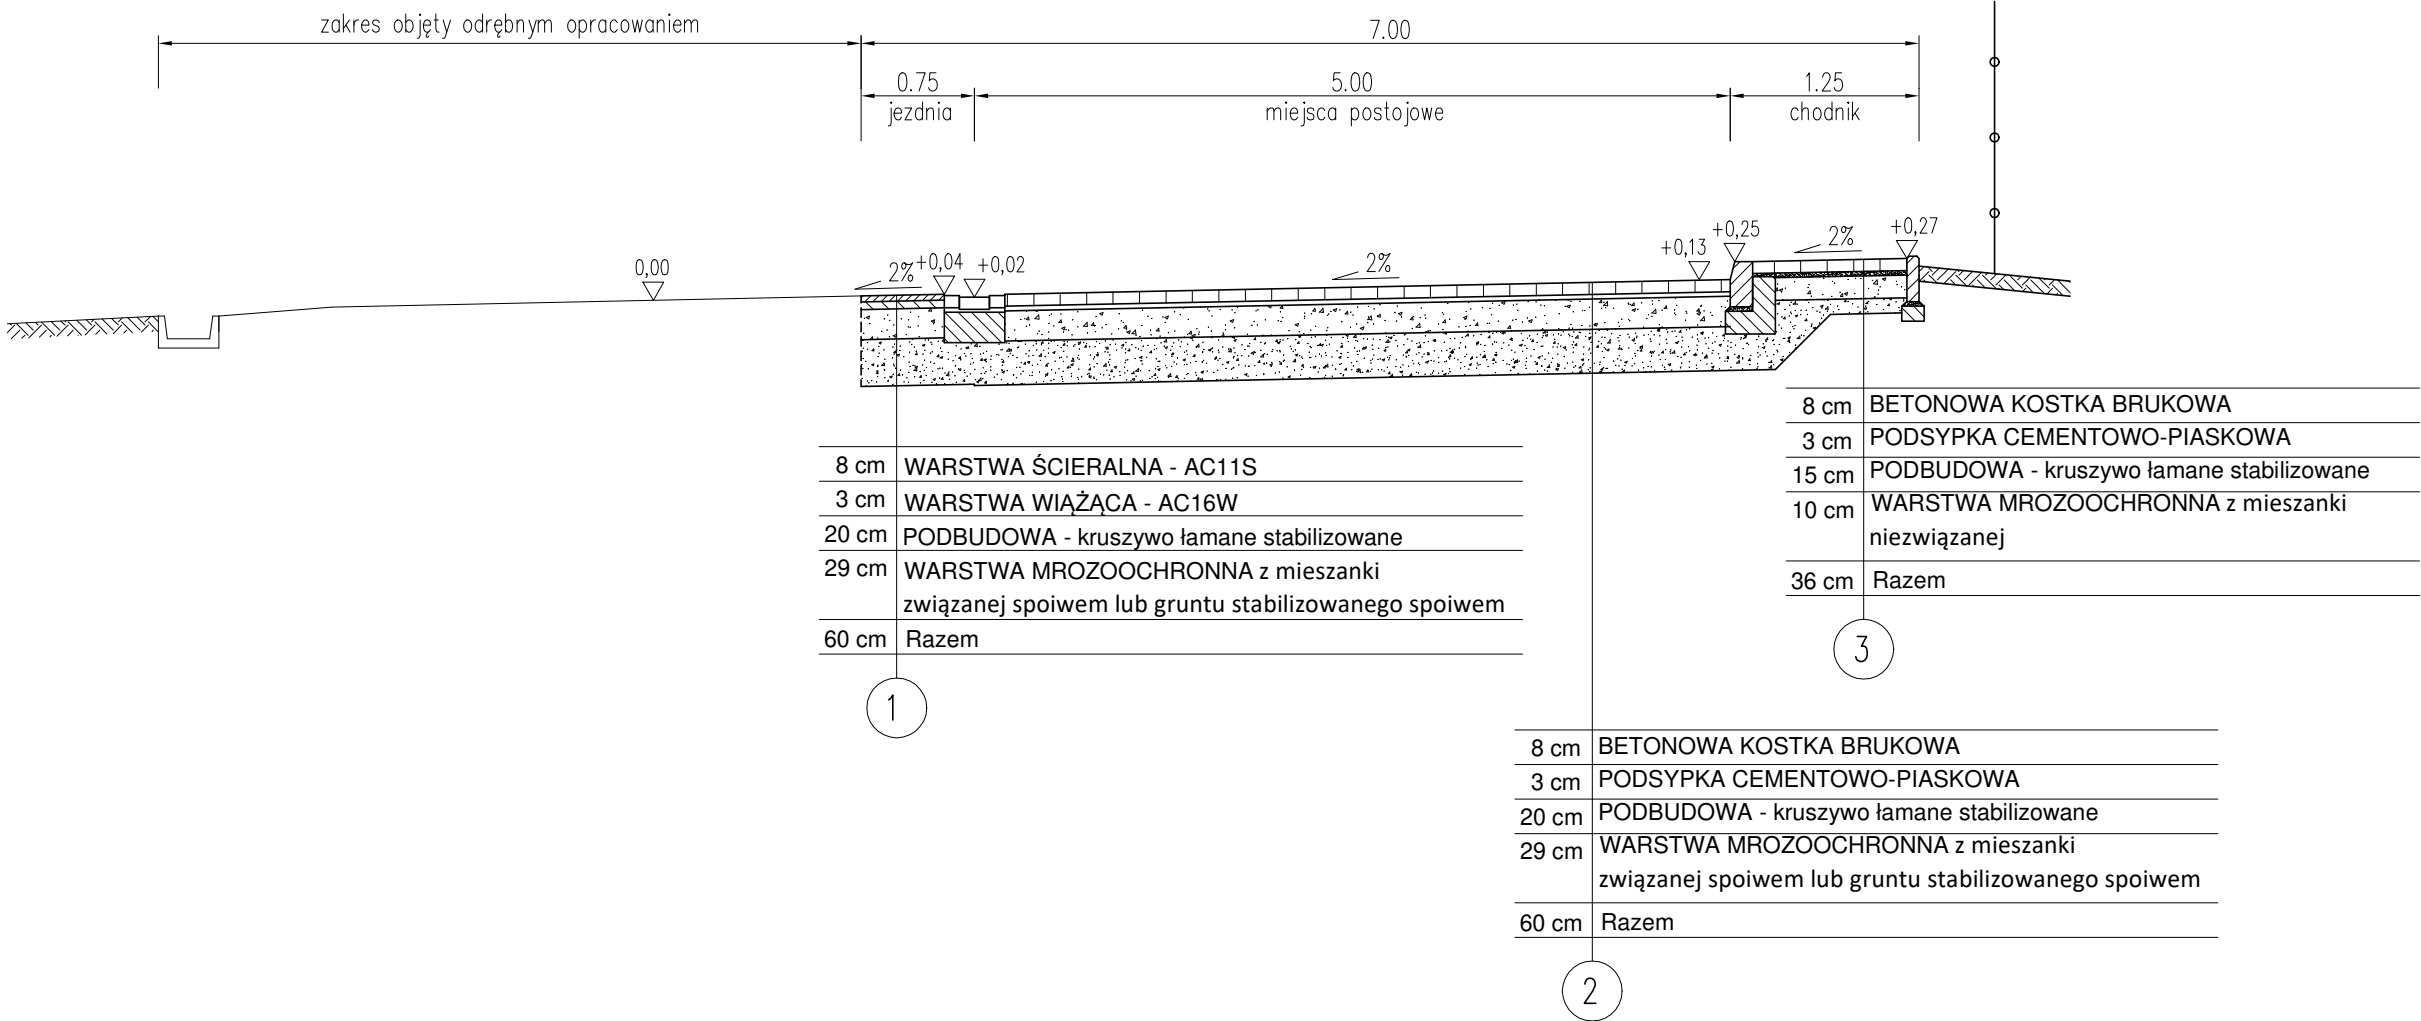 zakres objęty odrębnym opracowaniem
7.00
0.75
5.00
1.25
jezdnia
miejsca postojowe
chodnik
0,00
2%
+0,04
+0,02
2%
+0,13
+0,25
2%
+0,27
8 cm BETONOWA KOSTKA BRUKOWA
3 cm PODSYPKA CEMENTOWO-PIASKOWA
15 cm PODBUDOWA - kruszywo łamane stabilizowane
10 cm WARSTWA MROZOOCHRONNA z mieszanki
niezwiązanej
36 cm Razem
3
8 cm WARSTWA ŚCIERALNA - AC11S
3 cm WARSTWA WIĄŻĄCA - AC16W
20 cm PODBUDOWA - kruszywo łamane stabilizowane
29 cm WARSTWA MROZOOCHRONNA z mieszanki
związanej spoiwem lub gruntu stabilizowanego spoiwem
60 cm Razem
1
8 cm BETONOWA KOSTKA BRUKOWA
3 cm PODSYPKA CEMENTOWO-PIASKOWA
20 cm PODBUDOWA - kruszywo łamane stabilizowane
29 cm WARSTWA MROZOOCHRONNA z mieszanki
związanej spoiwem lub gruntu stabilizowanego spoiwem
60 cm Razem
2